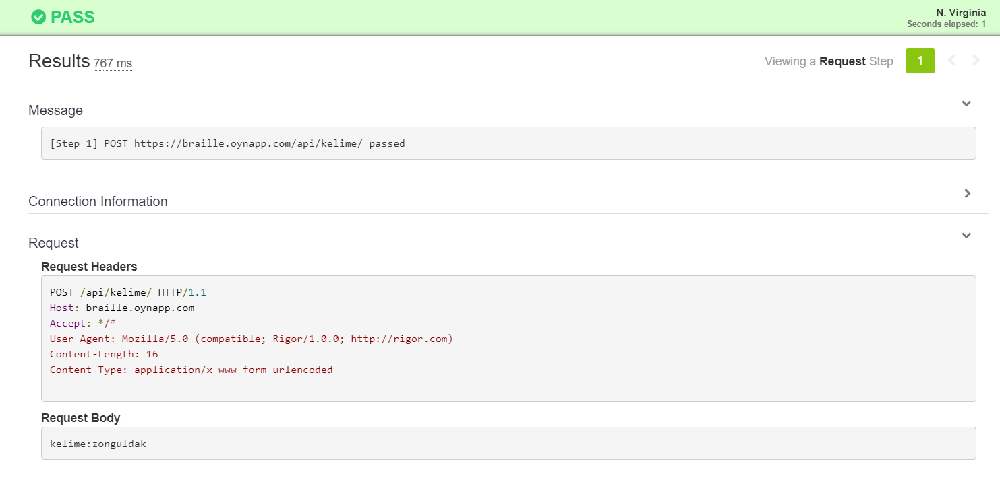 PASS
N. Virginia
Seconds elapsed: 1
Results 767 ms
Viewing a Request Step 1
Message
[Step 1] POST https://braille.oynapp.com/api/kelime/ passed
Connection Information
Request
Request Headers
POST /api/kelime/ HTTP/1.1
Host: braille.oynapp.com
Accept: */*
User-Agent: Mozilla/5.0 (compatible; Rigor/1.0.0; http://rigor.com)
Content-Length: 16
Content-Type: application/x-www-form-urlencoded
Request Body
kelime:zonguldak